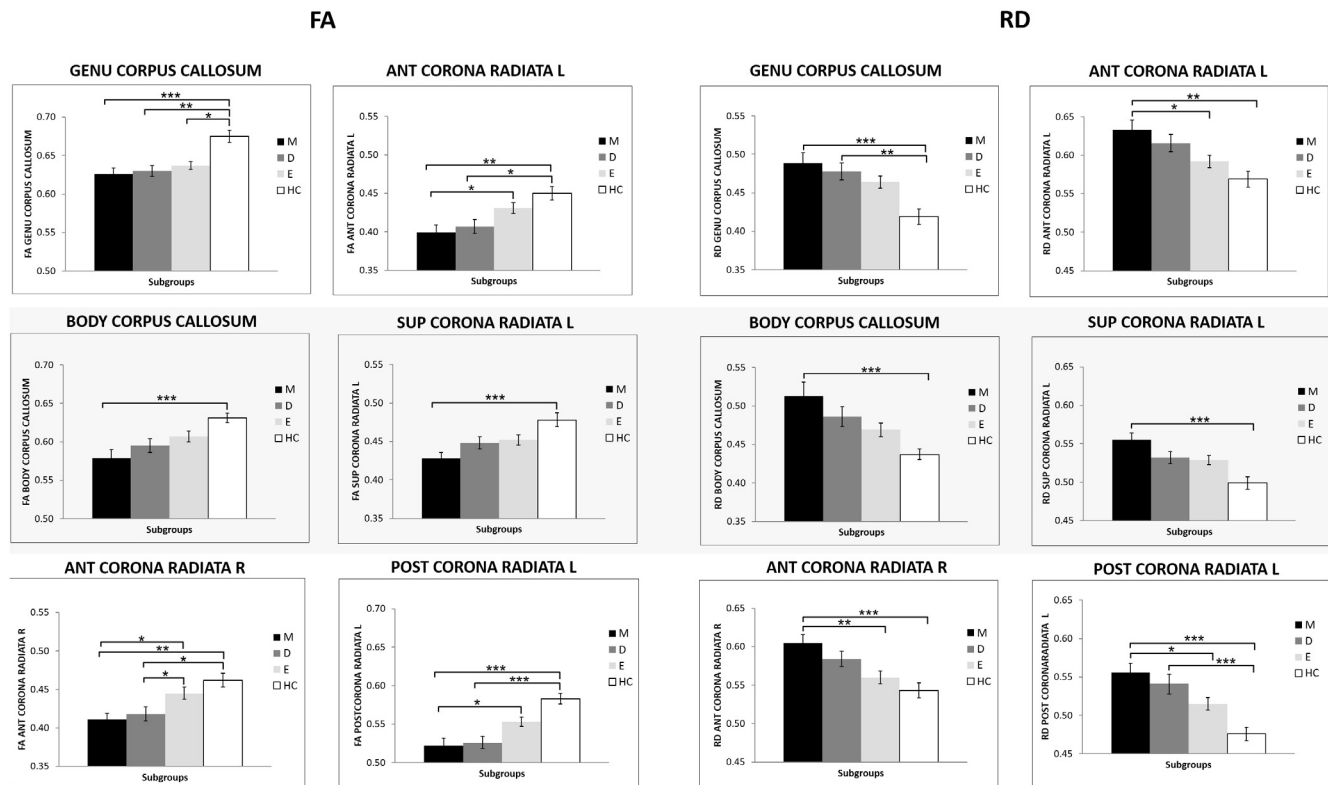 FA
RD
GENU CORPUS CALLOSUM
***
**
*
0.70
0.65
0.60
0.55
0.50
FA GENU CORPUS CALLOSUM
Subgroups
M
D
E
HC
ANT CORONA RADIATA L
**
*
*
0.55
0.50
0.45
0.40
0.35
FA ANT CORONA RADIATA L
Subgroups
M
D
E
HC
GENU CORPUS CALLOSUM
***
**
0.55
0.50
0.45
0.40
0.35
RD GENU CORPUS CALLOSUM
Subgroups
M
D
E
HC
ANT CORONA RADIATA L
**
*
0.65
0.60
0.55
0.50
0.45
RD ANT CORONA RADIATA L
Subgroups
M
D
E
HC
BODY CORPUS CALLOSUM
***
0.70
0.65
0.60
0.55
0.50
FA BODY CORPUS CALLOSUM
Subgroups
M
D
E
HC
SUP CORONA RADIATA L
***
0.55
0.50
0.45
0.40
0.35
FA SUP CORONA RADIATA L
Subgroups
M
D
E
HC
BODY CORPUS CALLOSUM
***
0.55
0.50
0.45
0.40
0.35
RD BODY CORPUS CALLOSUM
Subgroups
M
D
E
HC
SUP CORONA RADIATA L
***
0.65
0.60
0.55
0.50
0.45
RD SUP CORONA RADIATA L
Subgroups
M
D
E
HC
ANT CORONA RADIATA R
*
**
*
*
0.55
0.50
0.45
0.40
0.35
FA ANT CORONA RADIATA R
Subgroups
M
D
E
HC
POST CORONA RADIATA L
***
***
*
0.70
0.65
0.60
0.55
0.50
FA POSTCORONA RADIATA L
Subgroups
M
D
E
HC
ANT CORONA RADIATA R
***
**
0.65
0.60
0.55
0.50
0.45
RD ANT CORONA RADIATA R
Subgroups
M
D
E
HC
POST CORONA RADIATA L
***
*
***
0.65
0.60
0.55
0.50
0.45
RD POST CORONARADIATA L
Subgroups
M
D
E
HC